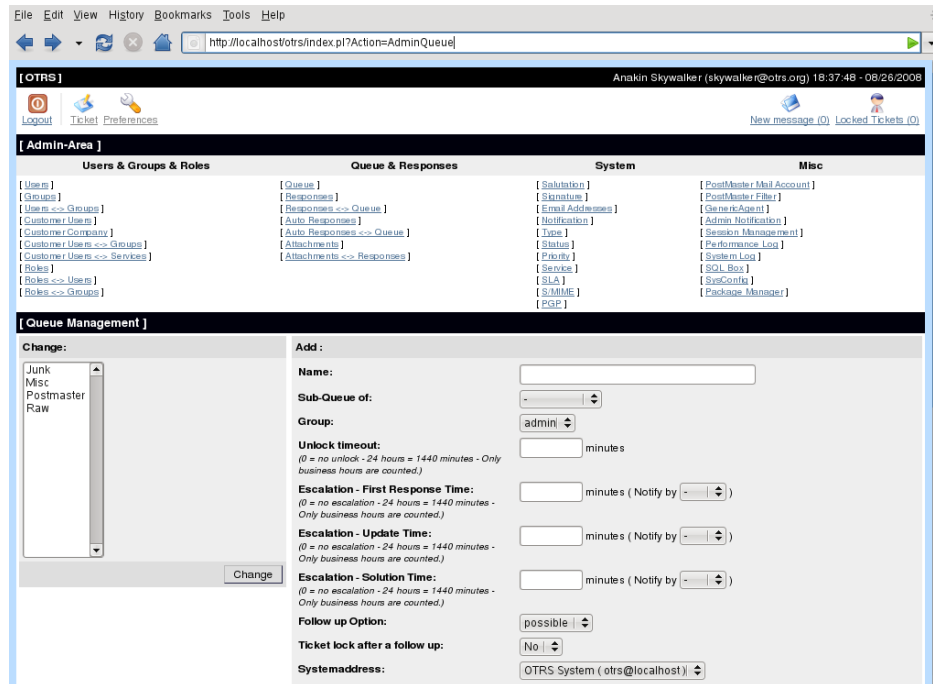 File Edit View History Bookmarks Tools Help
http://localhost/otrs/index.pl?Action=AdminQueue
[ OTRS ] Anakin Skywalker (skywalker@otrs.org) 18:37:48 - 08/26/2008
Logout Ticket Preferences New message (0) Locked Tickets (0)
[ Admin-Area ]
Users & Groups & Roles Queue & Responses System Misc
[ Users ] [ Queue ] [ Salutation ] [ PostMaster Mail Account ]
[ Groups ] [ Responses ] [ Signature ] [ PostMaster Filter ]
[ Users <-> Groups ] [ Responses <-> Queue ] [ Email Addresses ] [ GenericAgent ]
[ Customer Users ] [ Auto Responses ] [ Notification ] [ Admin Notification ]
[ Customer Company ] [ Auto Responses <-> Queue ] [ Type ] [ Session Management ]
[ Customer Users <-> Groups ] [ Attachments ] [ Status ] [ Performance Log ]
[ Customer Users <-> Services ] [ Attachments <-> Responses ] [ Priority ] [ System Log ]
[ Roles ] [ Service ] [ SQL Box ]
[ Roles <-> Users ] [ SLA ] [ SysConfig ]
[ Roles <-> Groups ] [ S/MIME ] [ Package Manager ]
[ PGP ]
[ Queue Management ]
Change:
Junk
Misc
Postmaster
Raw
Change
Add :
Name:
Sub-Queue of: -
Group: admin
Unlock timeout: minutes
(0 = no unlock - 24 hours = 1440 minutes - Only
business hours are counted.)
Escalation - First Response Time: minutes ( Notify by - )
(0 = no escalation - 24 hours = 1440 minutes -
Only business hours are counted.)
Escalation - Update Time: minutes ( Notify by - )
(0 = no escalation - 24 hours = 1440 minutes -
Only business hours are counted.)
Escalation - Solution Time: minutes ( Notify by - )
(0 = no escalation - 24 hours = 1440 minutes -
Only business hours are counted.)
Follow up Option: possible
Ticket lock after a follow up: No
Systemaddress: OTRS System ( otrs@localhost )